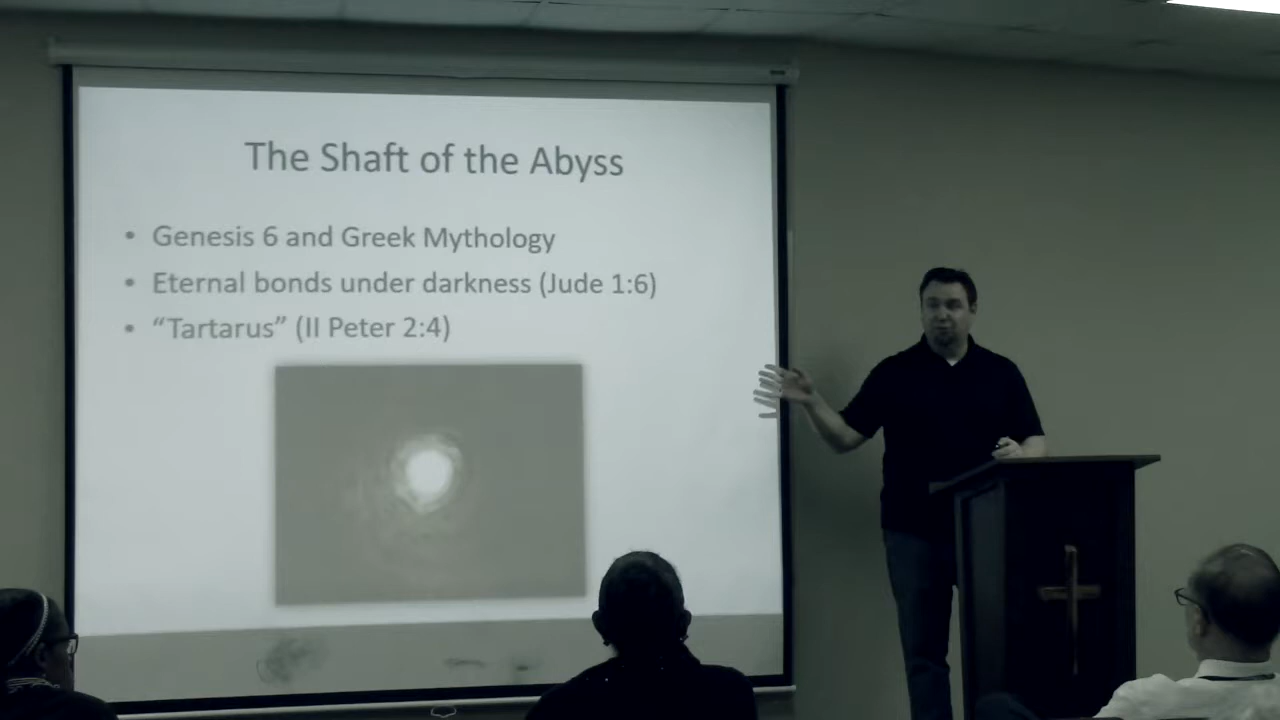 The Shaft of the Abyss
• Genesis 6 and Greek Mythology
• Eternal bonds under darkness (Jude 1:6)
• “Tartarus” (II Peter 2:4)